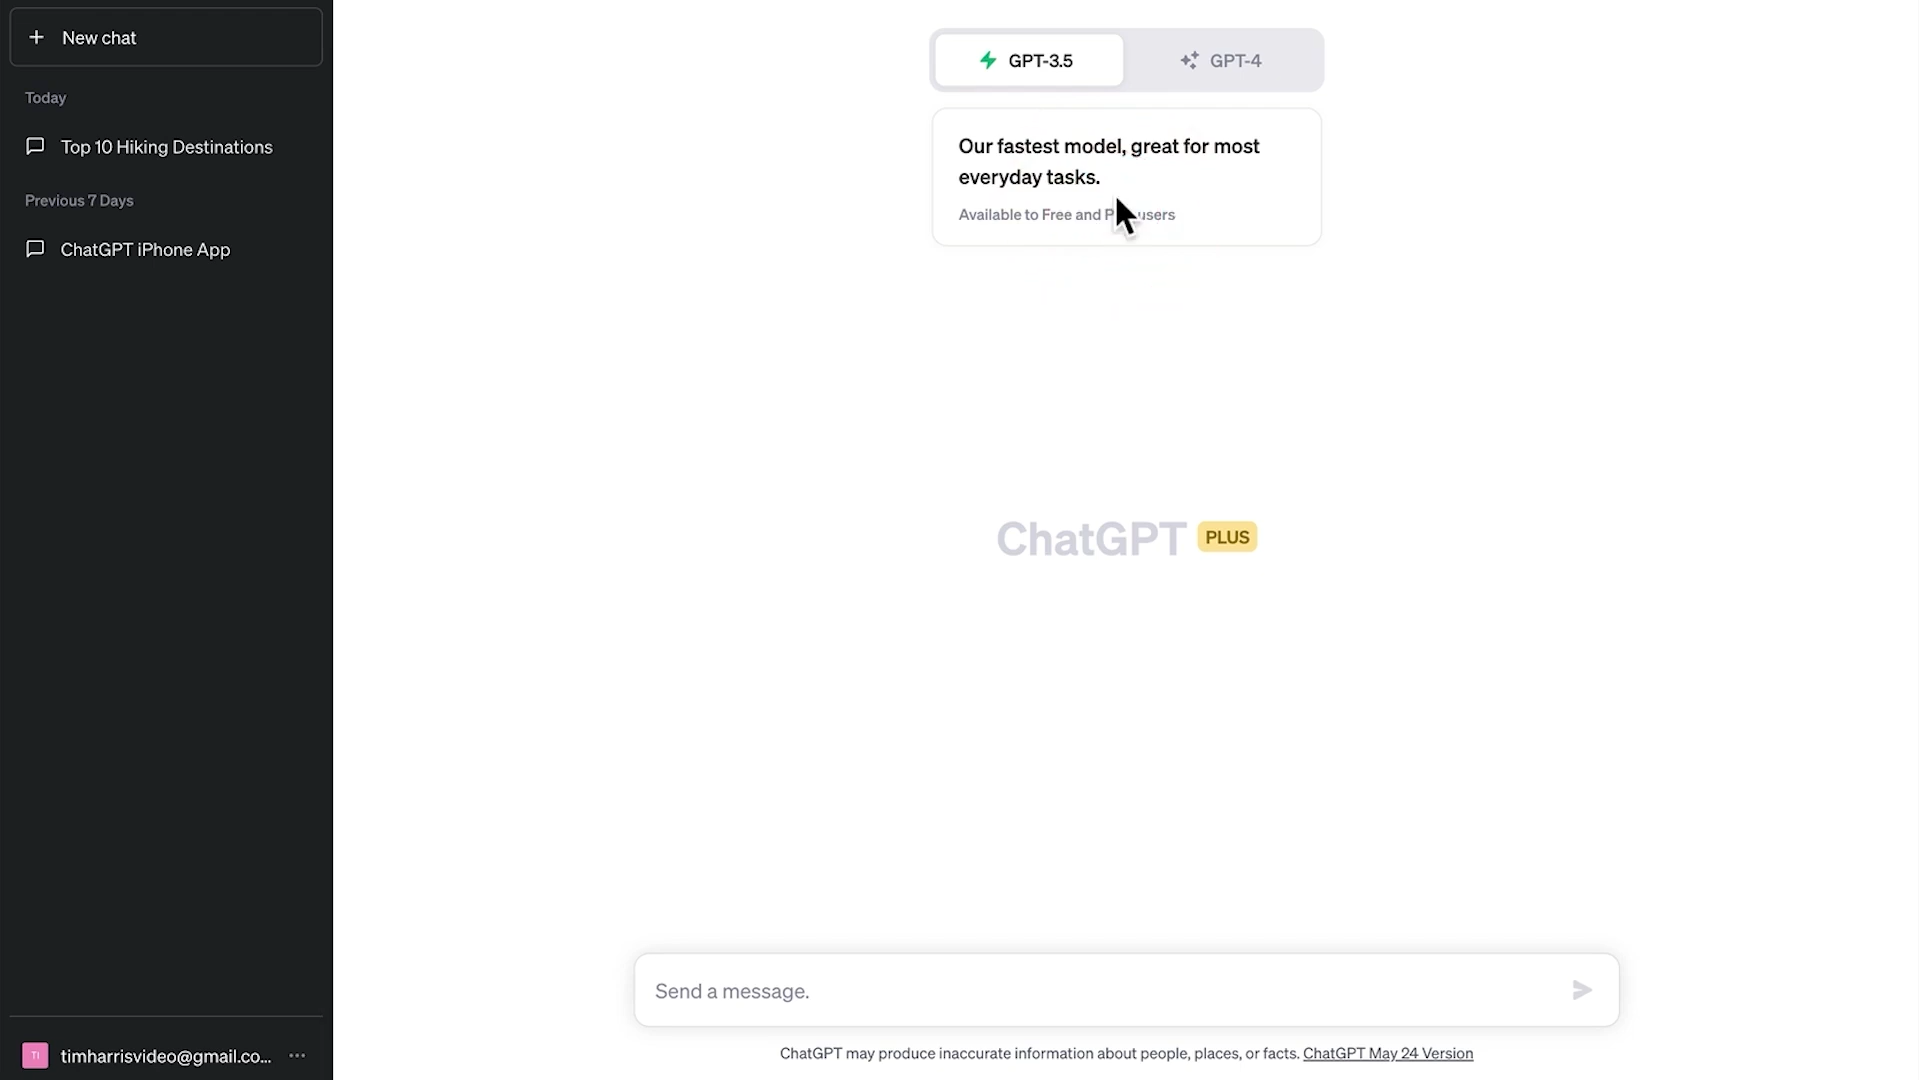 New chat
Today
Top 10 Hiking Destinations
Previous 7 Days
ChatGPT iPhone App
TI
timharrisvideo@gmail.co...
GPT-3.5
GPT-4
Our fastest model, great for most
everyday tasks.
Available to Free and users
ChatGPT PLUS
Send a message.
ChatGPT may produce inaccurate information about people, places, or facts. ChatGPT May 24 Version